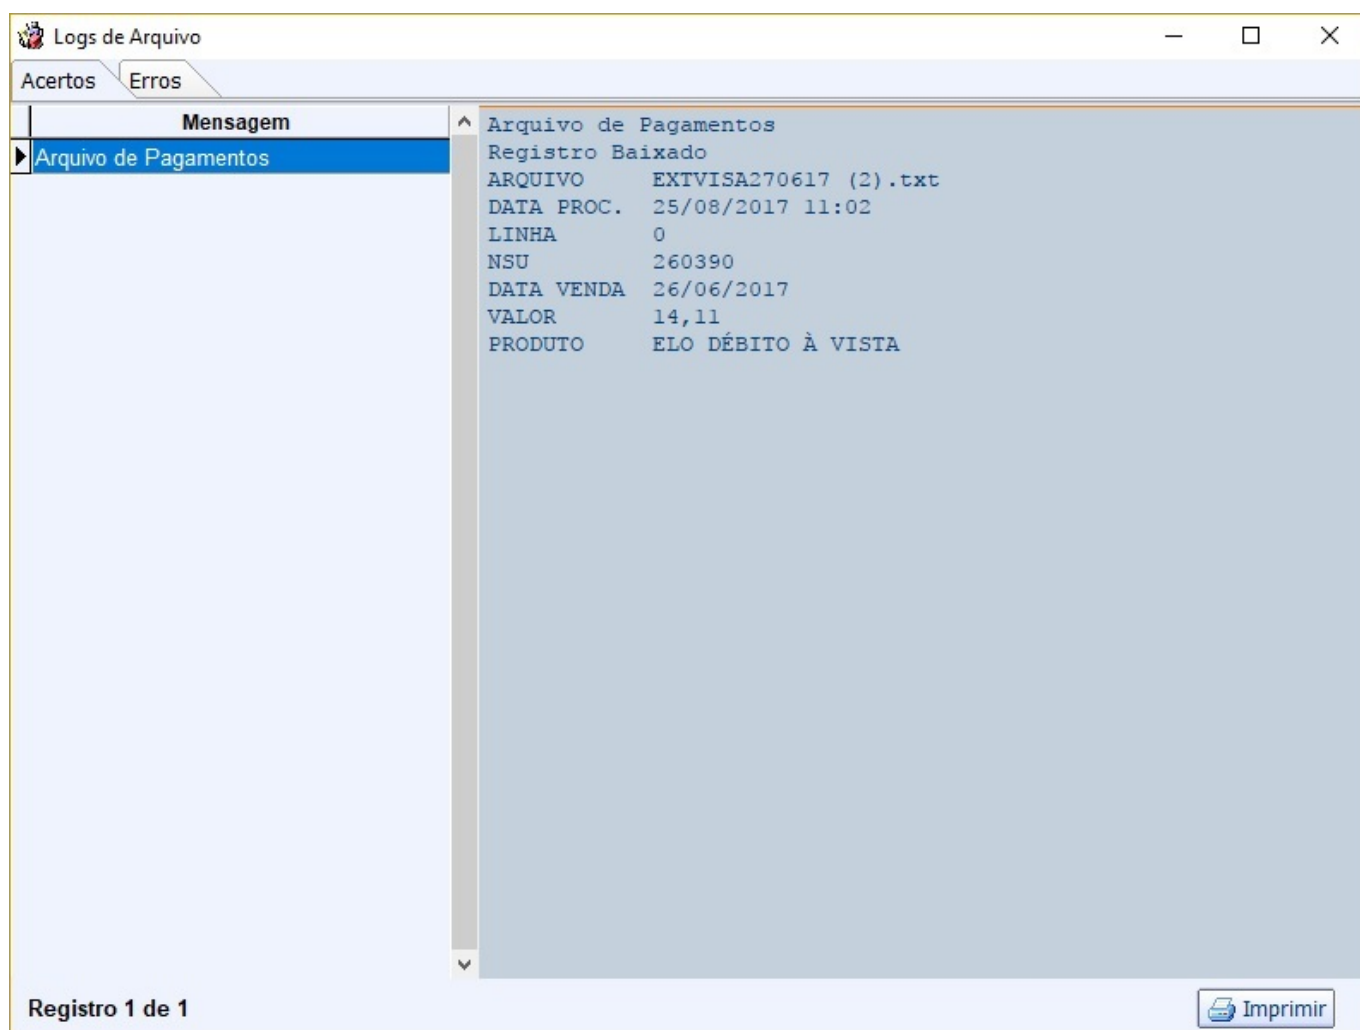 Logs de Arquivo
Acertos Erros
Mensagem
Arquivo de Pagamentos
Arquivo de Pagamentos
Registro Baixado
ARQUIVO EXTVISA270617 (2).txt
DATA PROC. 25/08/2017 11:02
LINHA 0
NSU 260390
DATA VENDA 26/06/2017
VALOR 14,11
PRODUTO ELO DÉBITO À VISTA
Registro 1 de 1
Imprimir